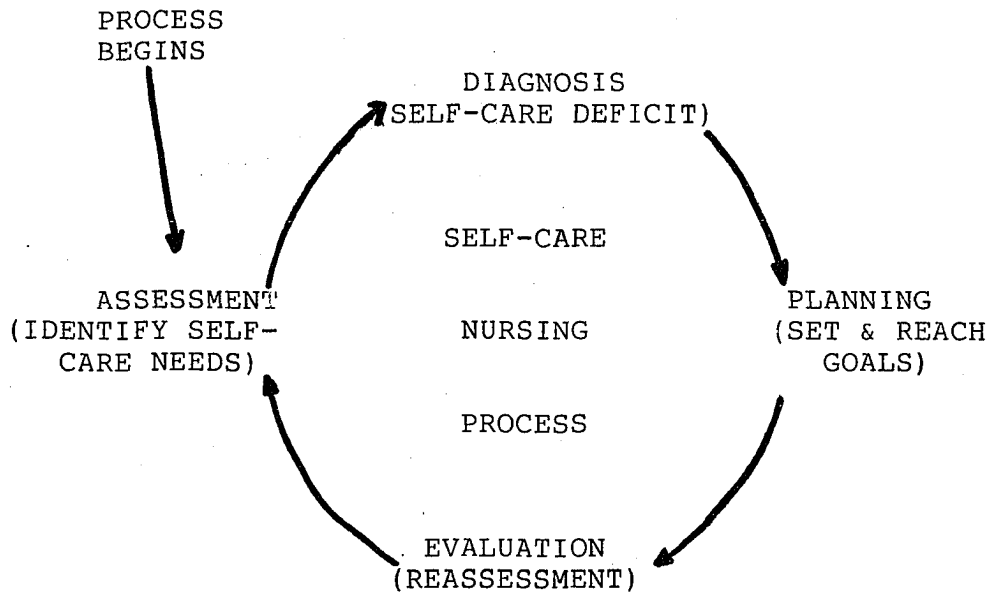 PROCESS
BEGINS
DIAGNOSIS
(SELF-CARE DEFICIT)
SELF-CARE
ASSESSMENT
(IDENTIFY SELF-
CARE NEEDS)
NURSING
PLANNING
(SET & REACH
GOALS)
PROCESS
EVALUATION
(REASSESSMENT)